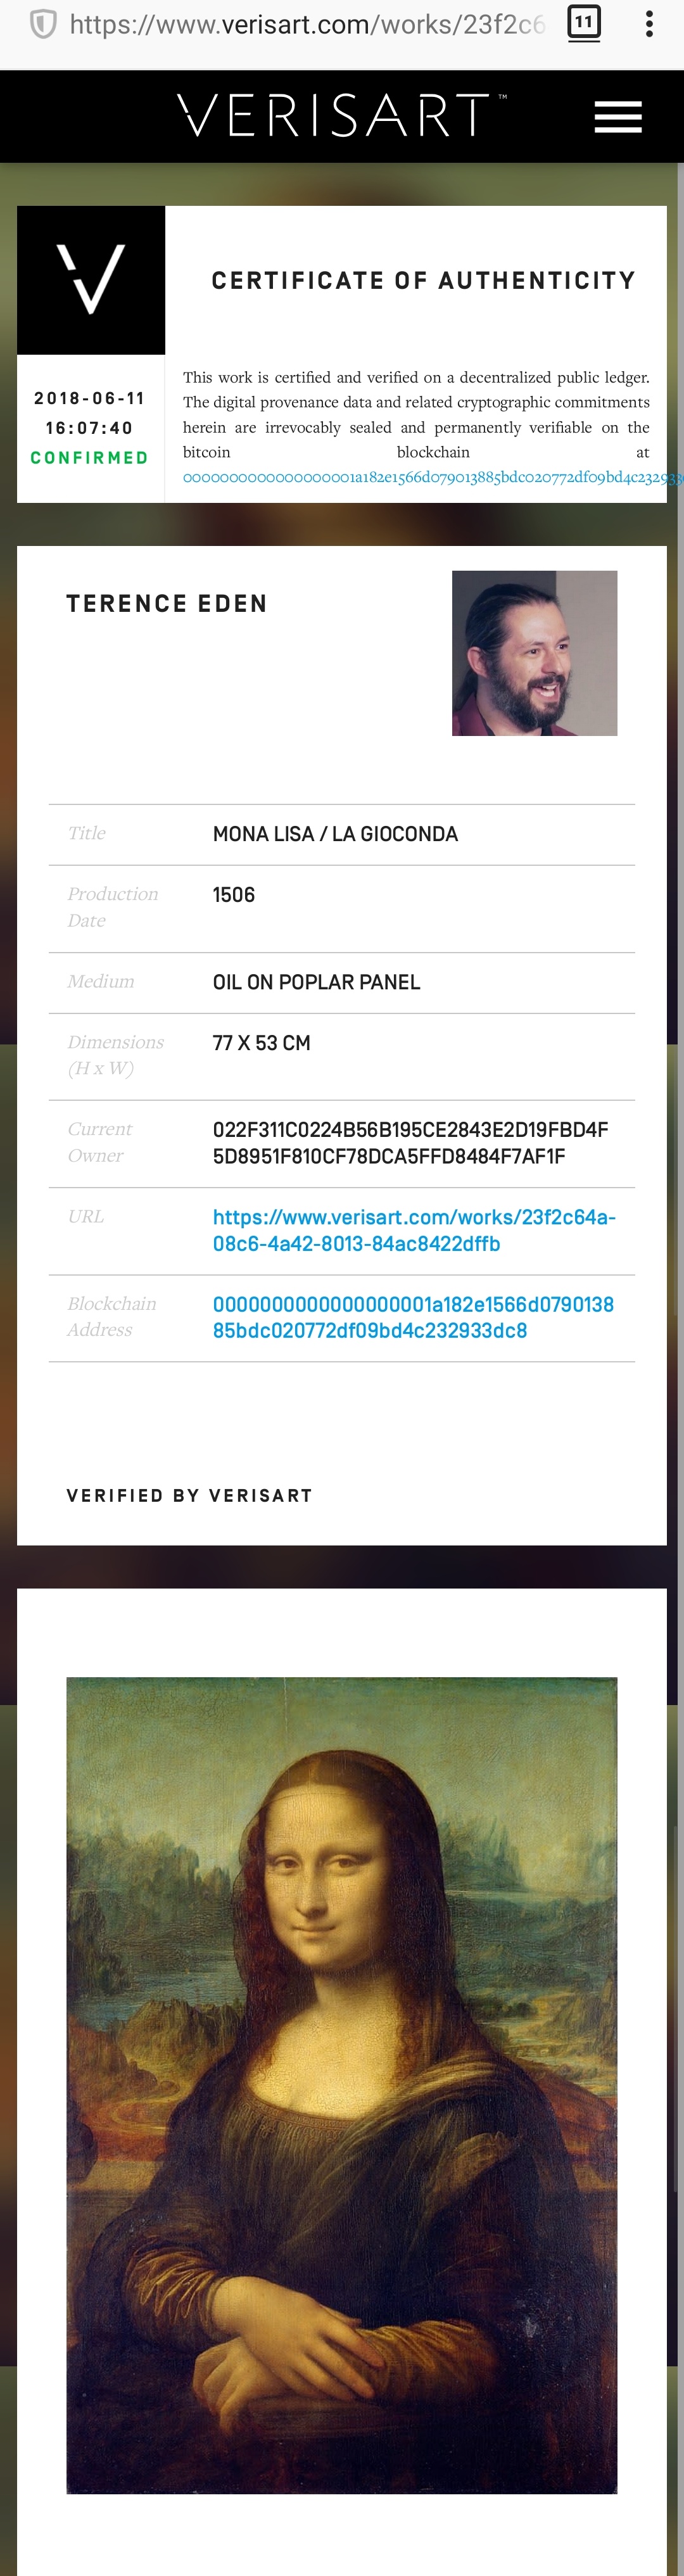 https://www.verisart.com/works/23f2c6
11
VERISART™
CERTIFICATE OF AUTHENTICITY
2018-06-11
16:07:40
CONFIRMED
This work is certified and verified on a decentralized public ledger.
The digital provenance data and related cryptographic commitments
herein are irrevocably sealed and permanently verifiable on the
bitcoin blockchain at
0000000000000000001a182e1566d079013885bdc020772df09bd4c232933
TERENCE EDEN
Title MONA LISA / LA GIOCONDA
Production 1506
Date
Medium OIL ON POPLAR PANEL
Dimensions 77 X 53 CM
(H x W)
Current 022F311C0224B56B195CE2843E2D19FBD4F
Owner 5D8951F810CF78DCA5FFD8484F7AF1F
URL https://www.verisart.com/works/23f2c64a-
08c6-4a42-8013-84ac8422dffb
Blockchain 0000000000000000001a182e1566d0790138
Address 85bdc020772df09bd4c232933dc8
VERIFIED BY VERISART